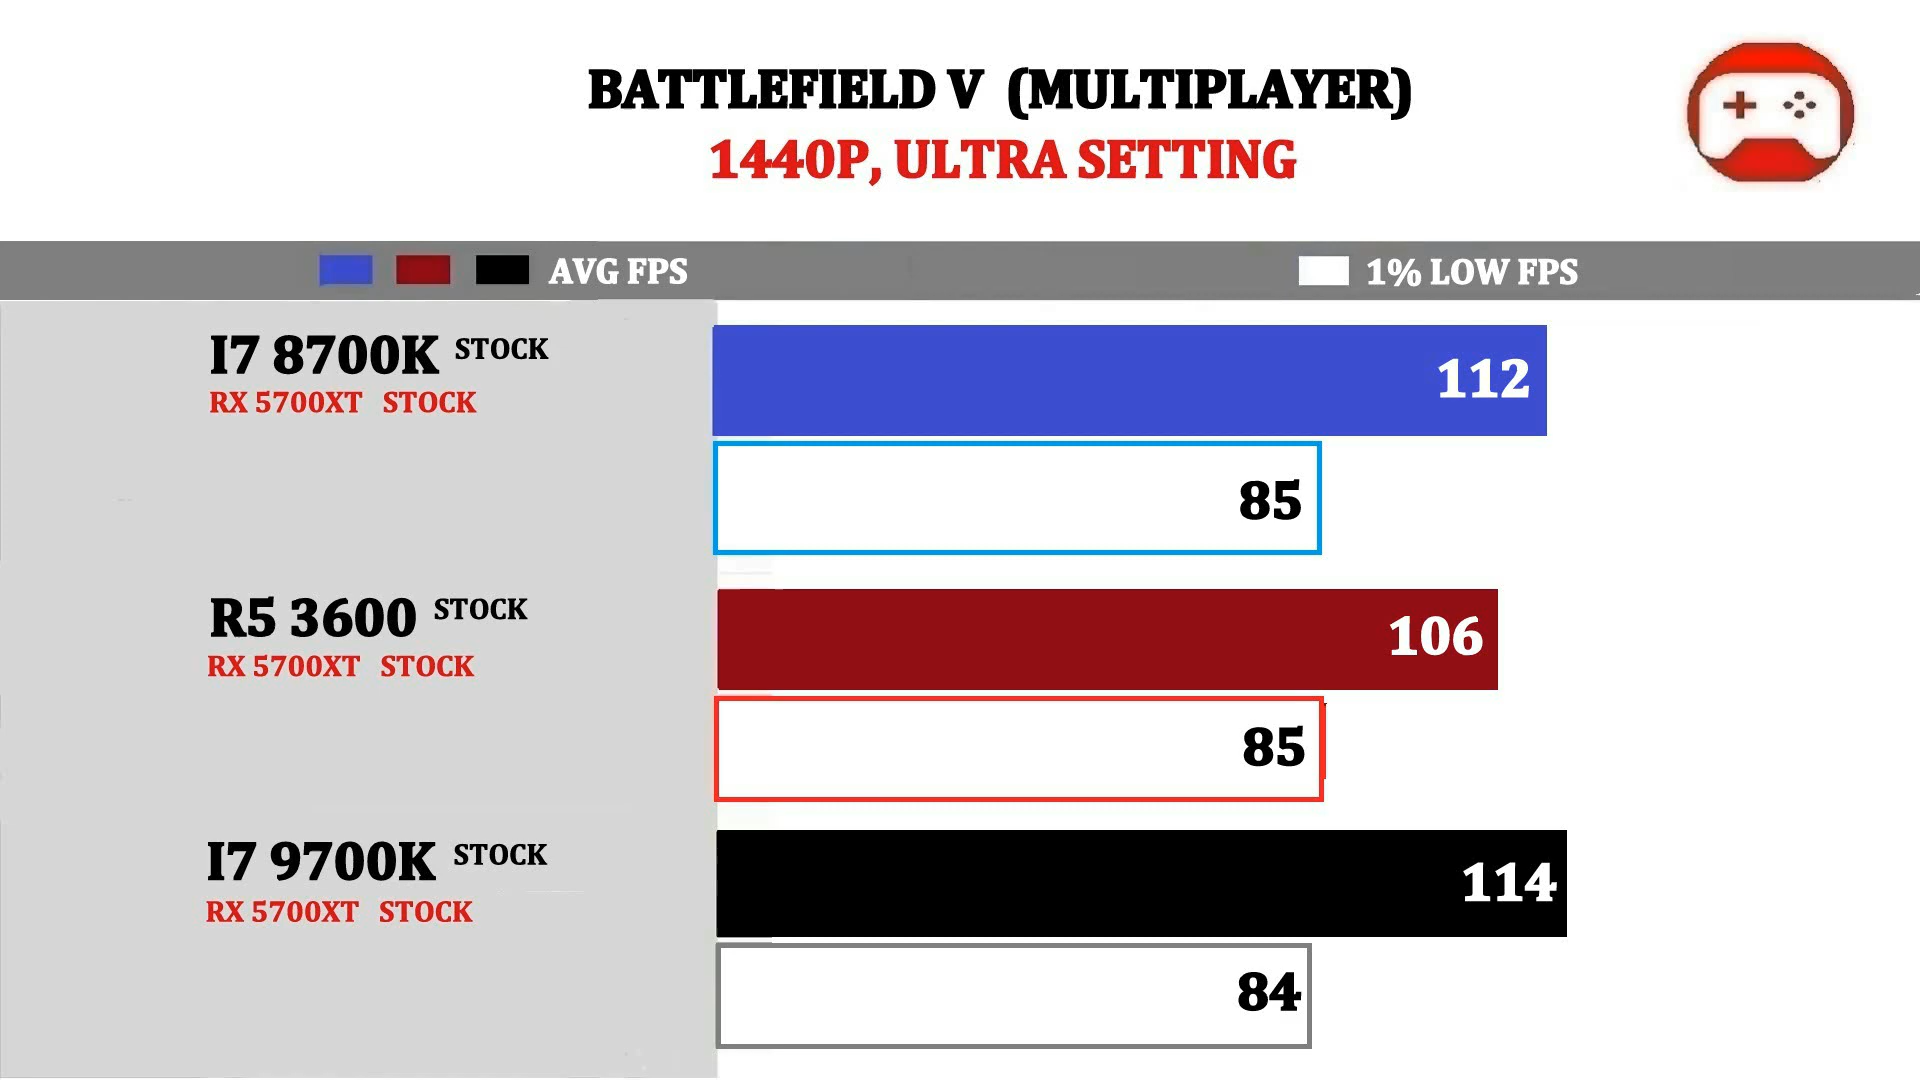 BATTLEFIELD V (MULTIPLAYER)
1440P, ULTRA SETTING
AVG FPS
1% LOW FPS
I7 8700K STOCK
RX 5700XT STOCK
112
85
R5 3600 STOCK
RX 5700XT STOCK
106
85
I7 9700K STOCK
RX 5700XT STOCK
114
84